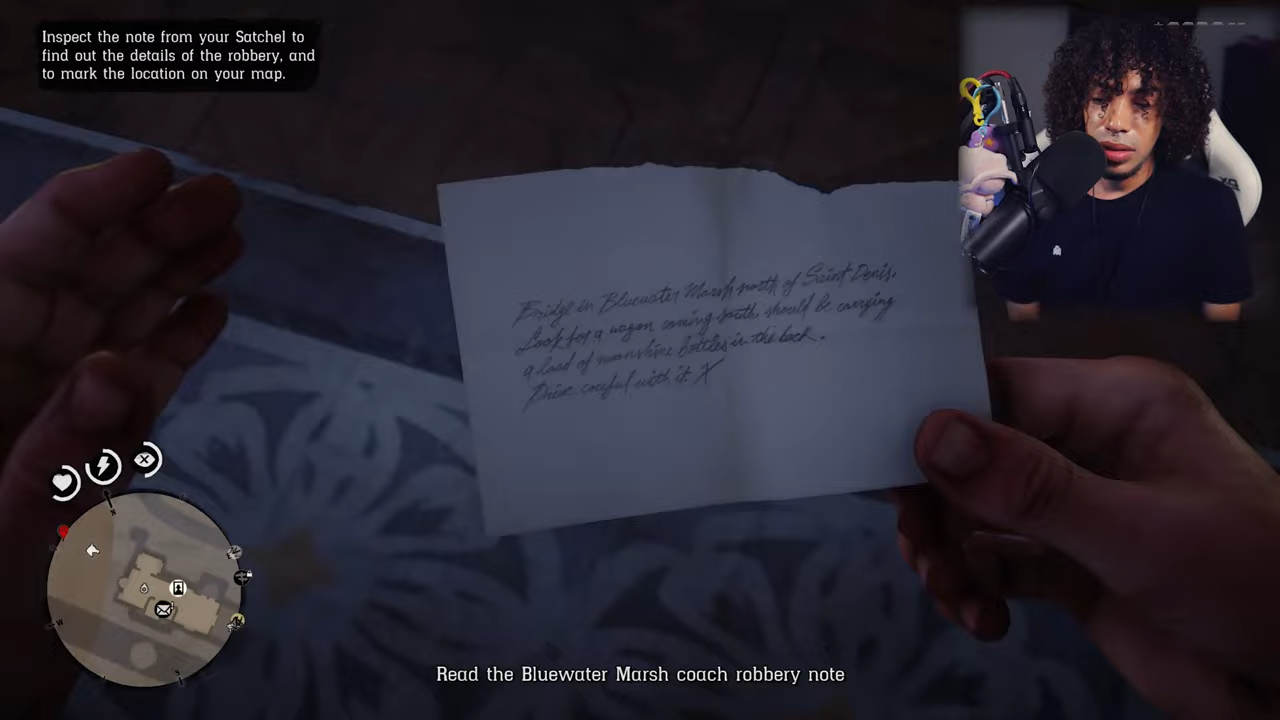 Inspect the note from your Satchel to
find out the details of the robbery, and
to mark the location on your map.
Bridge in Bluewater Marsh north of Saint Denis.
Look for a wagon coming south, should be carrying
a load of moonshine bottles in the back.
Drive careful with it. X
Read the Bluewater Marsh coach robbery note